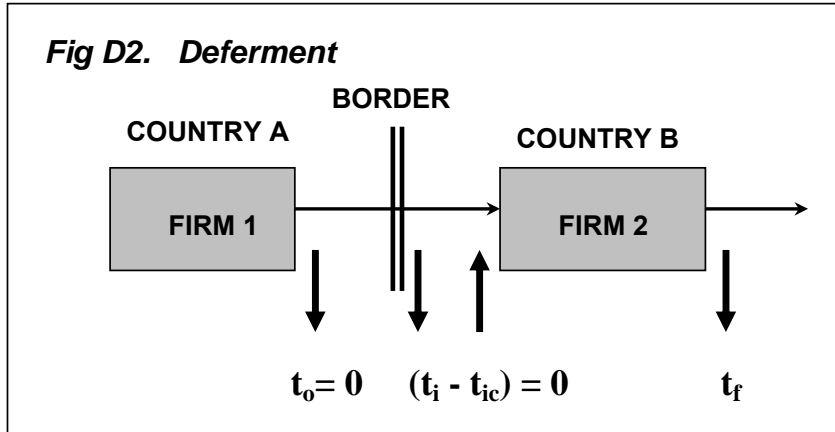 Fig D2. Deferment
BORDER
COUNTRY A
COUNTRY B
FIRM 1
FIRM 2
to= 0 (ti - tic) = 0 tf